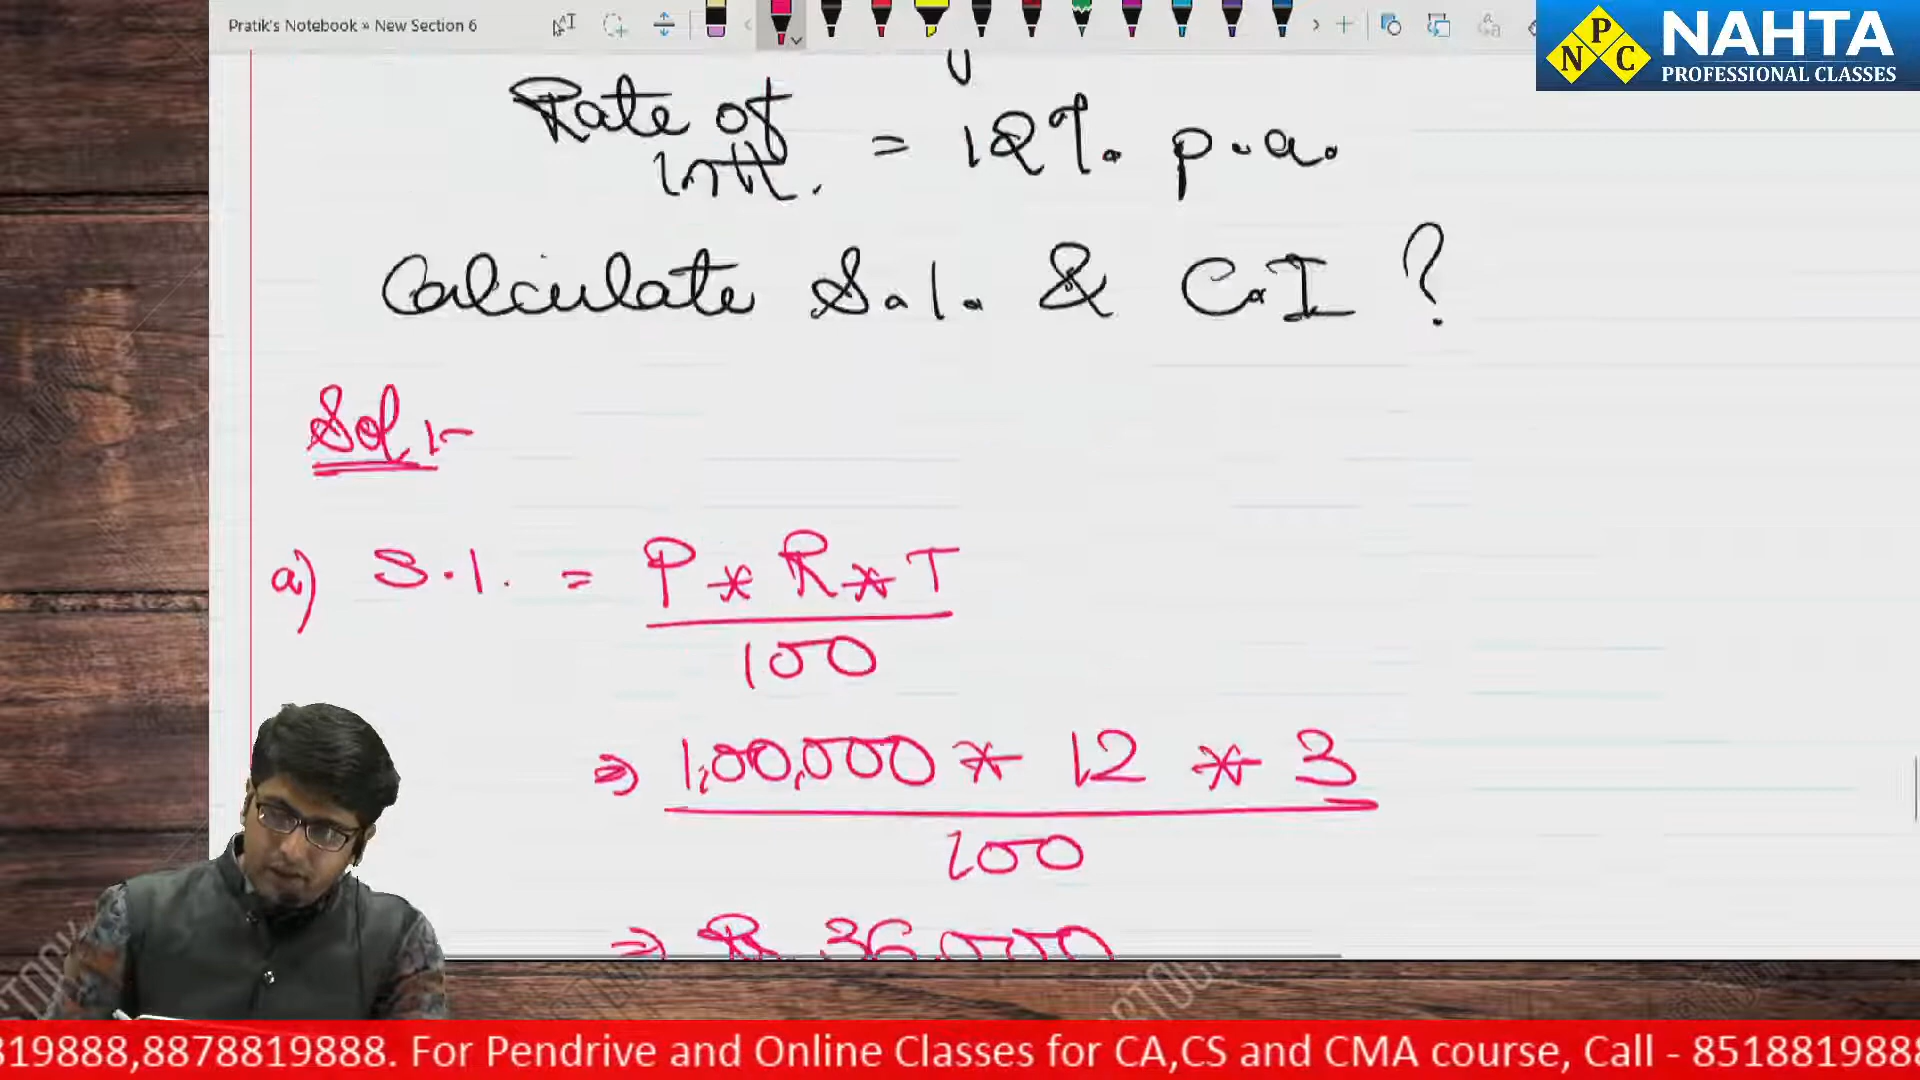 Pratik's Notebook » New Section 6
NPC
NAHTA
PROFESSIONAL CLASSES
Rate of
Intt. = 12% p.a.
Calculate S.I. & C.I ?
Sol :-
a) S.I. = P * R * T
100
⇒ 1,00,000 * 12 * 3
100
⇒ Rs 36,000
819888,8878819888. For Pendrive and Online Classes for CA,CS and CMA course, Call - 851881988